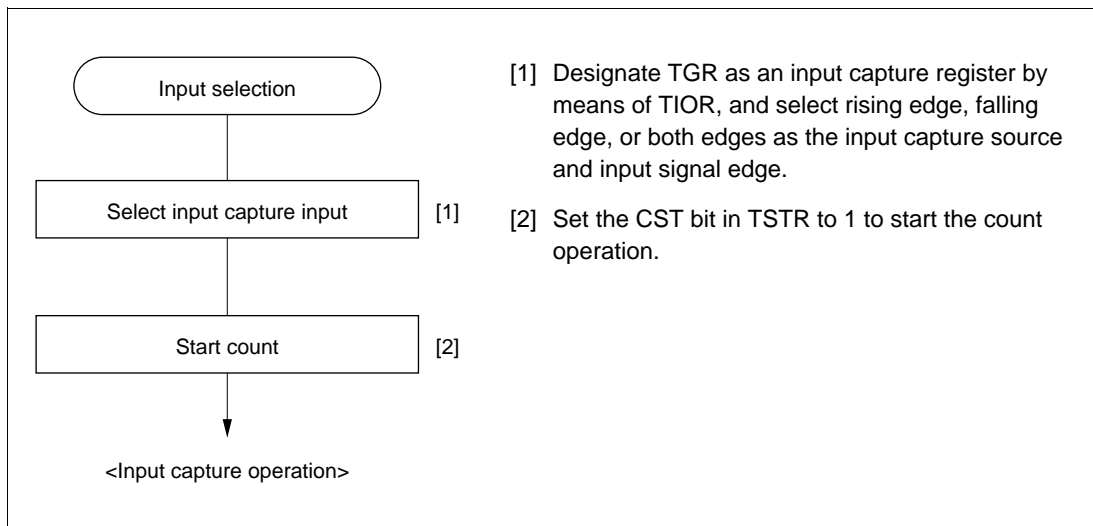 Input selection
Select input capture input [1]
Start count [2]
<Input capture operation>
[1] Designate TGR as an input capture register by
means of TIOR, and select rising edge, falling
edge, or both edges as the input capture source
and input signal edge.
[2] Set the CST bit in TSTR to 1 to start the count
operation.